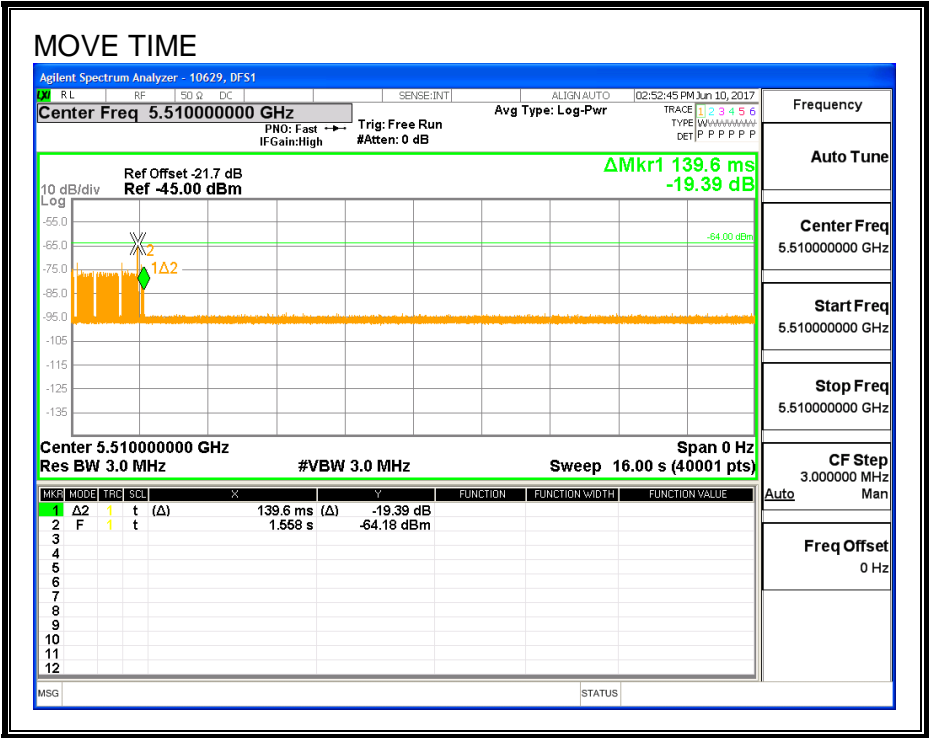 MOVE TIME
Agilent Spectrum Analyzer - 10629, DFS1
LXI RL RF 50 Ω DC SENSE:INT ALIGN AUTO 02:52:45 PM Jun 10, 2017
Center Freq 5.510000000 GHz
PNO: Fast
IFGain:High
Trig: Free Run
#Atten: 0 dB
Avg Type: Log-Pwr
TRACE 1 2 3 4 5 6
TYPE WWWWWW
DET P P P P P P
ΔMkr1 139.6 ms
-19.39 dB
Ref Offset -21.7 dB
10 dB/div Ref -45.00 dBm
Log
-55.0
-65.0
-75.0
-85.0
-95.0
-105
-115
-125
-135
-64.00 dBm
2
1Δ2
Center 5.510000000 GHz Span 0 Hz
Res BW 3.0 MHz #VBW 3.0 MHz Sweep 16.00 s (40001 pts)
MKR MODE TRC SCL X Y FUNCTION FUNCTION WIDTH FUNCTION VALUE
1 Δ2 1 t (Δ) 139.6 ms (Δ) -19.39 dB
2 F 1 t 1.558 s -64.18 dBm
3
4
5
6
7
8
9
10
11
12
MSG STATUS
Frequency
Auto Tune
Center Freq
5.510000000 GHz
Start Freq
5.510000000 GHz
Stop Freq
5.510000000 GHz
CF Step
3.000000 MHz
Auto Man
Freq Offset
0 Hz